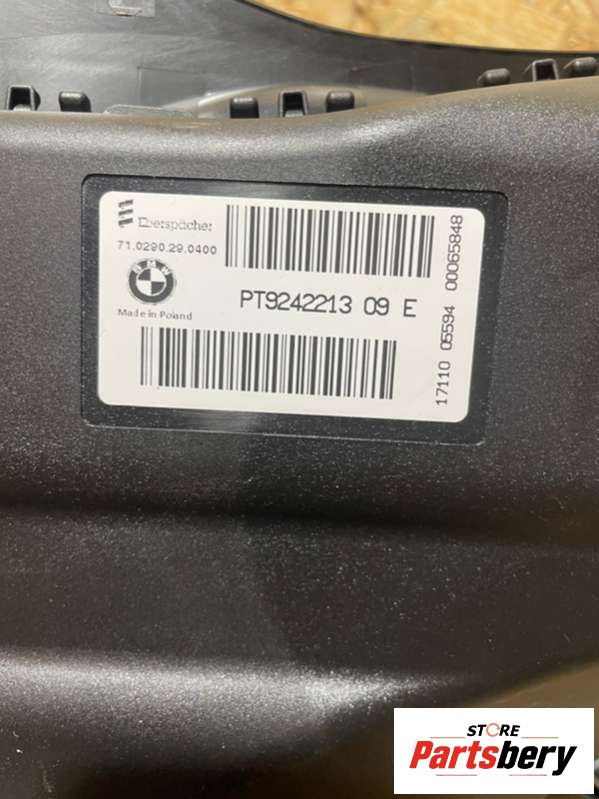 Eberspächer
71.0290.29.0400
BMW
Made in Poland
PT9242213 09 E
17110 05594 00065848
STORE
Partsbery